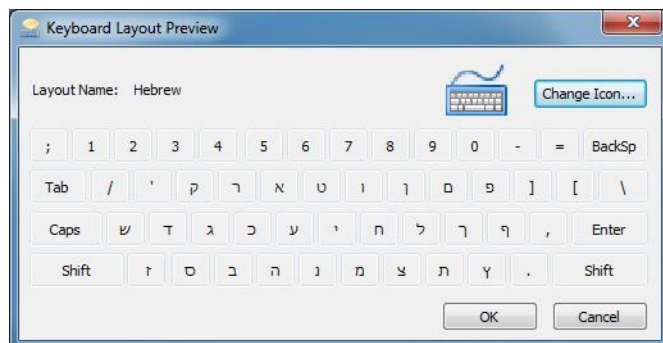 Keyboard Layout Preview
Layout Name: Hebrew
Change Icon...
; 1 2 3 4 5 6 7 8 9 0 - = BackSp
Tab / ' ק ר א ט ו ן ם פ ] [ \
Caps ש ד ג כ ע י ח ל ך ף , Enter
Shift ז ס ב ה נ מ צ ת ץ . Shift
OK Cancel